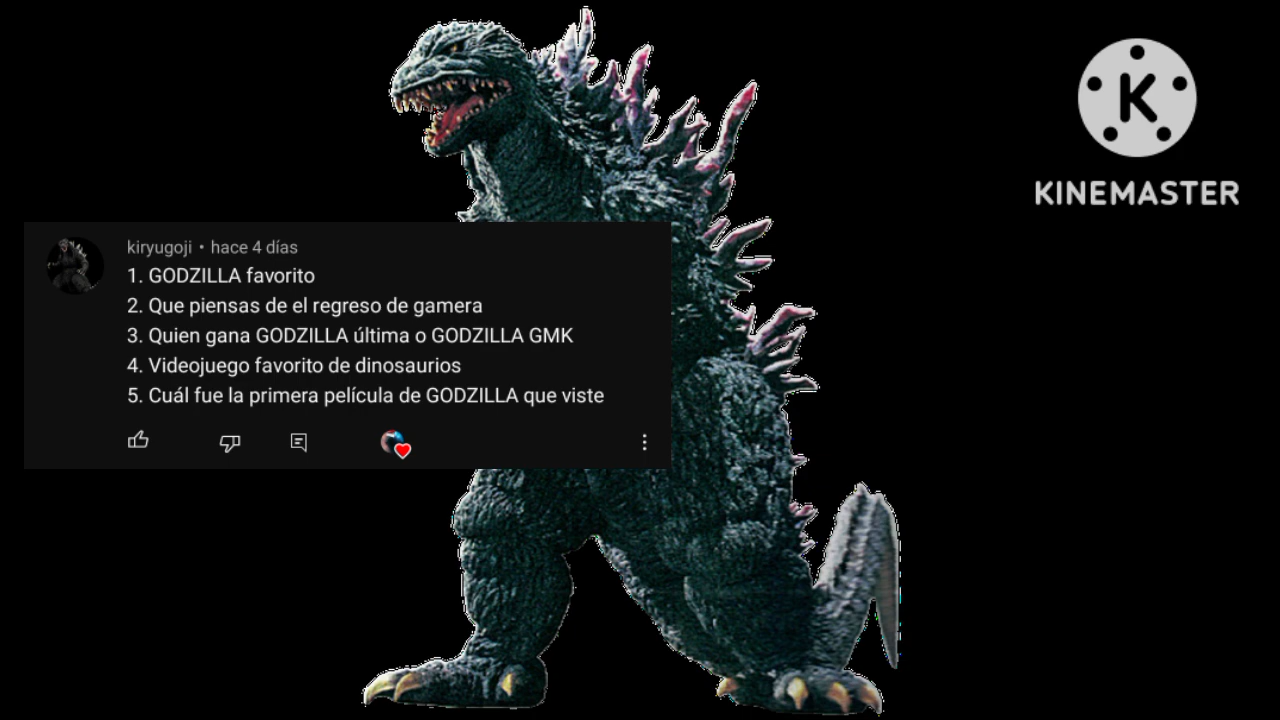 kiryugoji • hace 4 días
1. GODZILLA favorito
2. Que piensas de el regreso de gamera
3. Quien gana GODZILLA última o GODZILLA GMK
4. Videojuego favorito de dinosaurios
5. Cuál fue la primera película de GODZILLA que viste
K
KINEMASTER